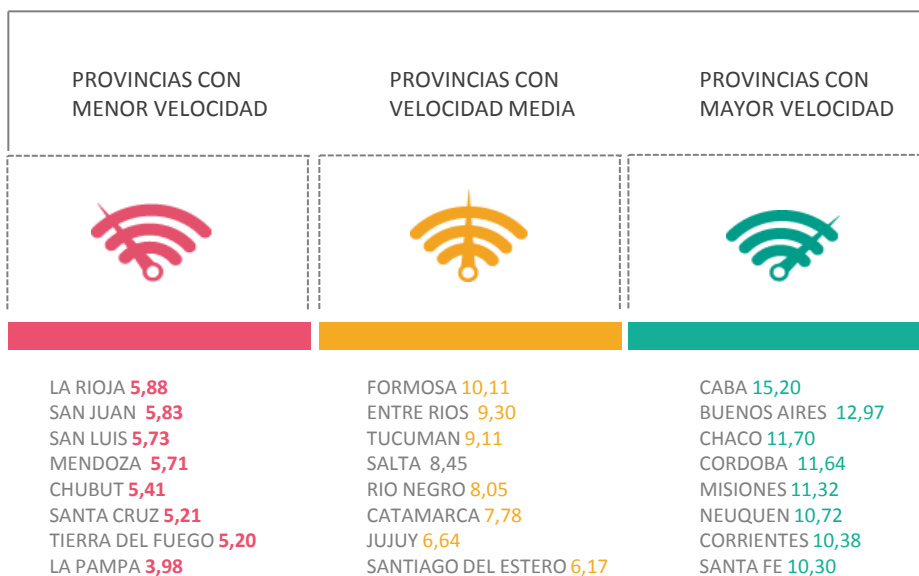 PROVINCIAS CON
MENOR VELOCIDAD
PROVINCIAS CON
VELOCIDAD MEDIA
PROVINCIAS CON
MAYOR VELOCIDAD
LA RIOJA 5,88
SAN JUAN 5,83
SAN LUIS 5,73
MENDOZA 5,71
CHUBUT 5,41
SANTA CRUZ 5,21
TIERRA DEL FUEGO 5,20
LA PAMPA 3,98
FORMOSA 10,11
ENTRE RIOS 9,30
TUCUMAN 9,11
SALTA 8,45
RIO NEGRO 8,05
CATAMARCA 7,78
JUJUY 6,64
SANTIAGO DEL ESTERO 6,17
CABA 15,20
BUENOS AIRES 12,97
CHACO 11,70
CORDOBA 11,64
MISIONES 11,32
NEUQUEN 10,72
CORRIENTES 10,38
SANTA FE 10,30